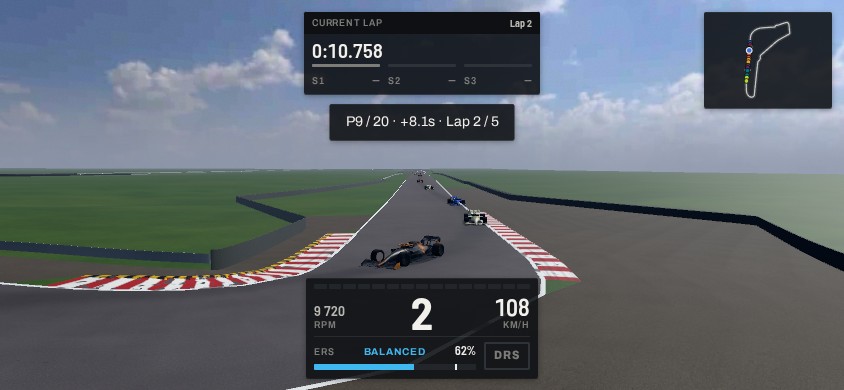 CURRENT LAP Lap 2
0:10.758
S1 — S2 — S3 —
P9 / 20 · +8.1s · Lap 2 / 5
9 720 2 108
RPM KM/H
ERS BALANCED 62% DRS